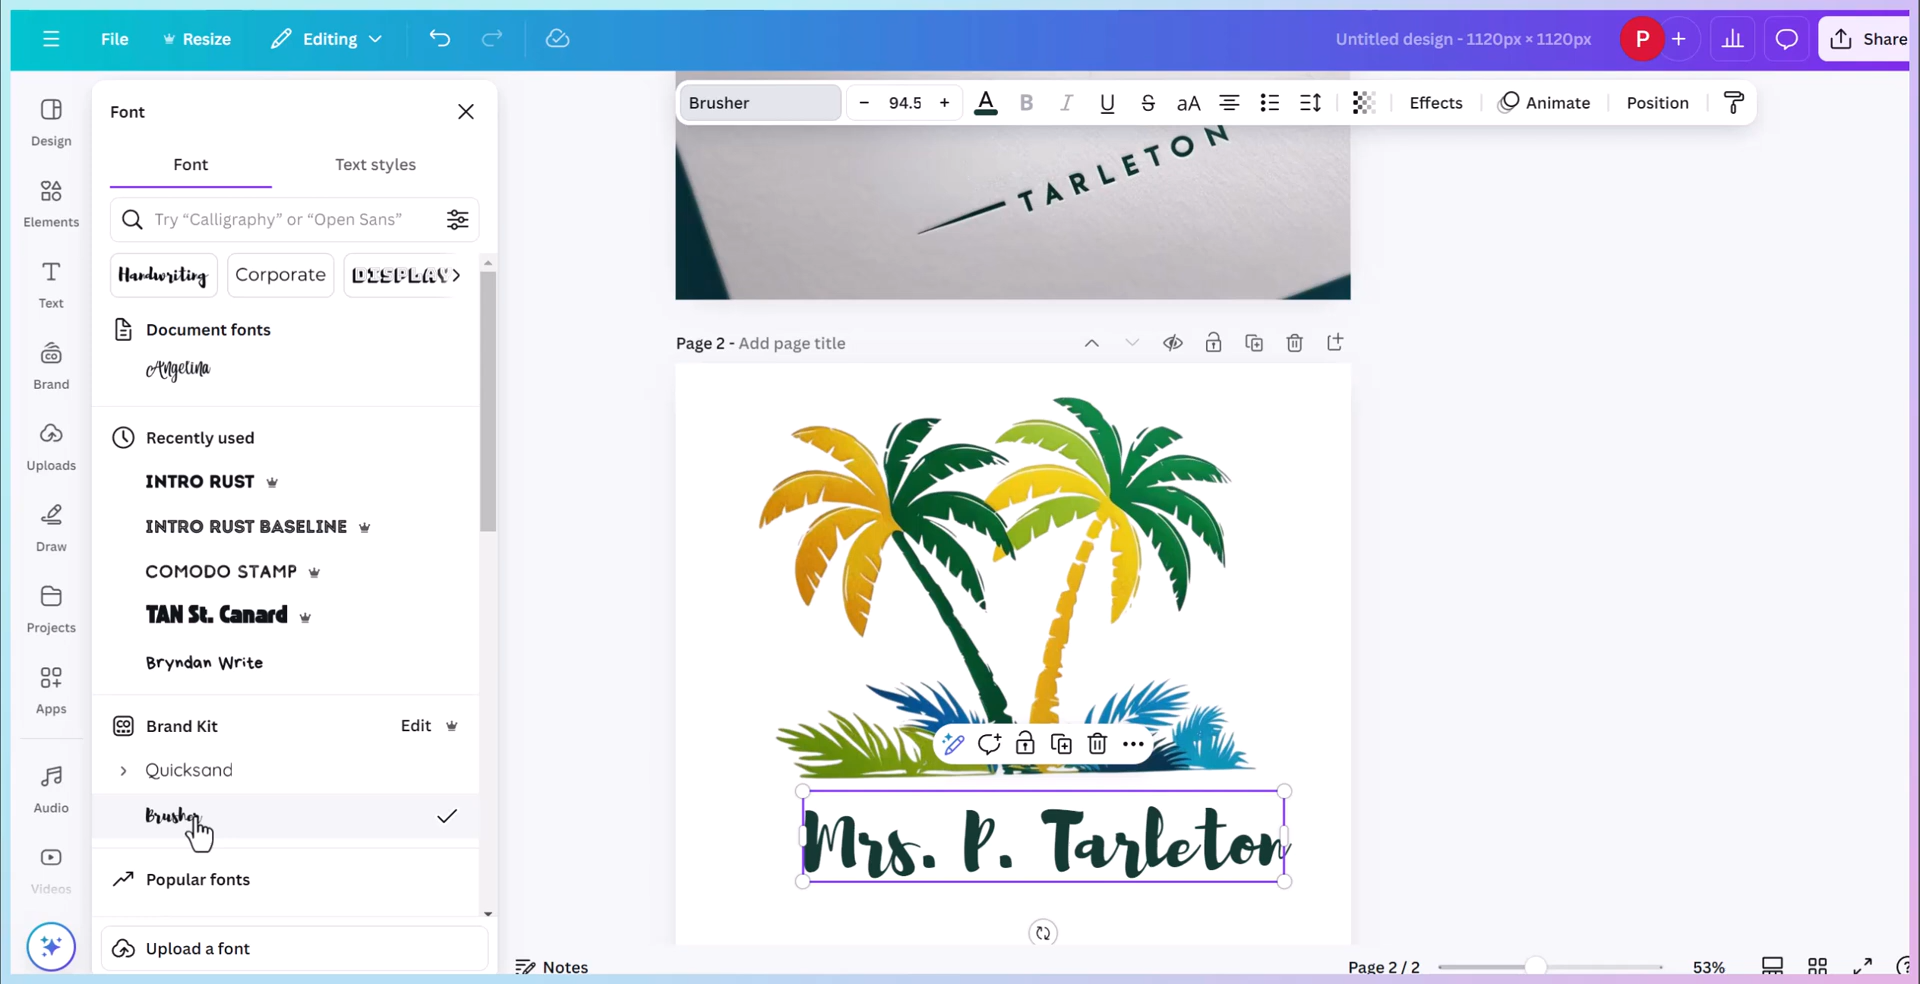 File
Resize
Editing
Untitled design - 1120px × 1120px
P
Share
Design
Elements
Text
Brand
Uploads
Draw
Projects
Apps
Audio
Videos
Font
Font
Text styles
Try “Calligraphy” or “Open Sans”
Handwriting
Corporate
DISPLAY
Document fonts
Angelina
Recently used
INTRO RUST
INTRO RUST BASELINE
COMODO STAMP
TAN St. Canard
Bryndan Write
Brand Kit
Edit
Quicksand
Brusher
Popular fonts
Upload a font
Brusher
– 94.5 +
A B I U S aA
Effects
Animate
Position
TARLETON
Page 2 - Add page title
Mrs. P. Tarleton
Notes
Page 2 / 2
53%